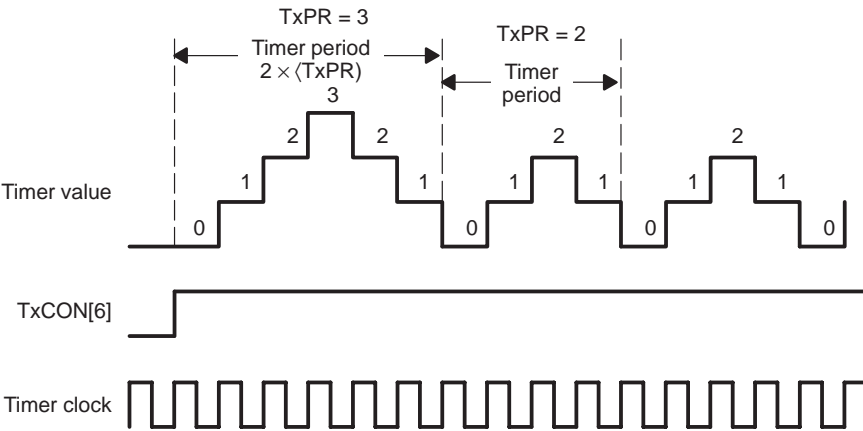 TxPR = 3
TxPR = 2
Timer period
2 × ⟨TxPR)
Timer
period
3
2 2 2 2
1 1 1 1 1 1
Timer value
0 0 0 0
TxCON[6]
Timer clock